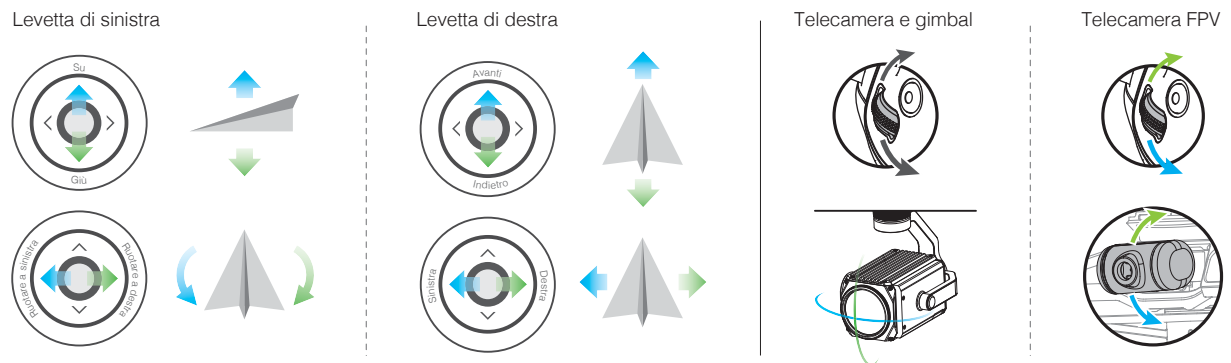 Levetta di sinistra
Levetta di destra
Telecamera e gimbal
Telecamera FPV
Su
Giù
Avanti
Indietro
Ruotare a sinistra
Ruotare a destra
Sinistra
Destra